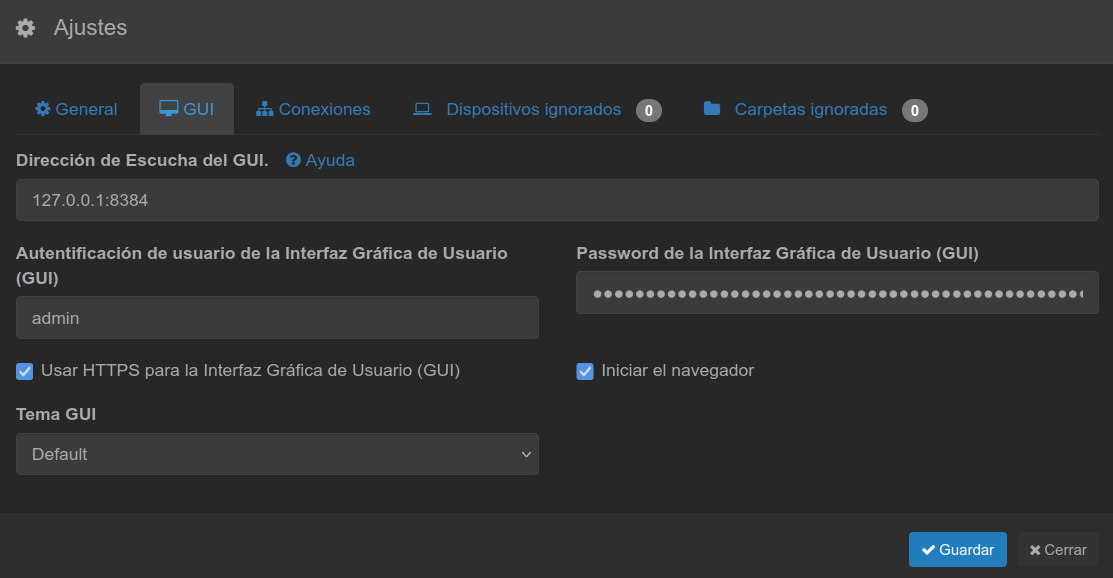 Ajustes
General
GUI
Conexiones
Dispositivos ignorados 0
Carpetas ignoradas 0
Dirección de Escucha del GUI. Ayuda
127.0.0.1:8384
Autentificación de usuario de la Interfaz Gráfica de Usuario
(GUI)
admin
Password de la Interfaz Gráfica de Usuario (GUI)
Usar HTTPS para la Interfaz Gráfica de Usuario (GUI)
Iniciar el navegador
Tema GUI
Default
Guardar
Cerrar